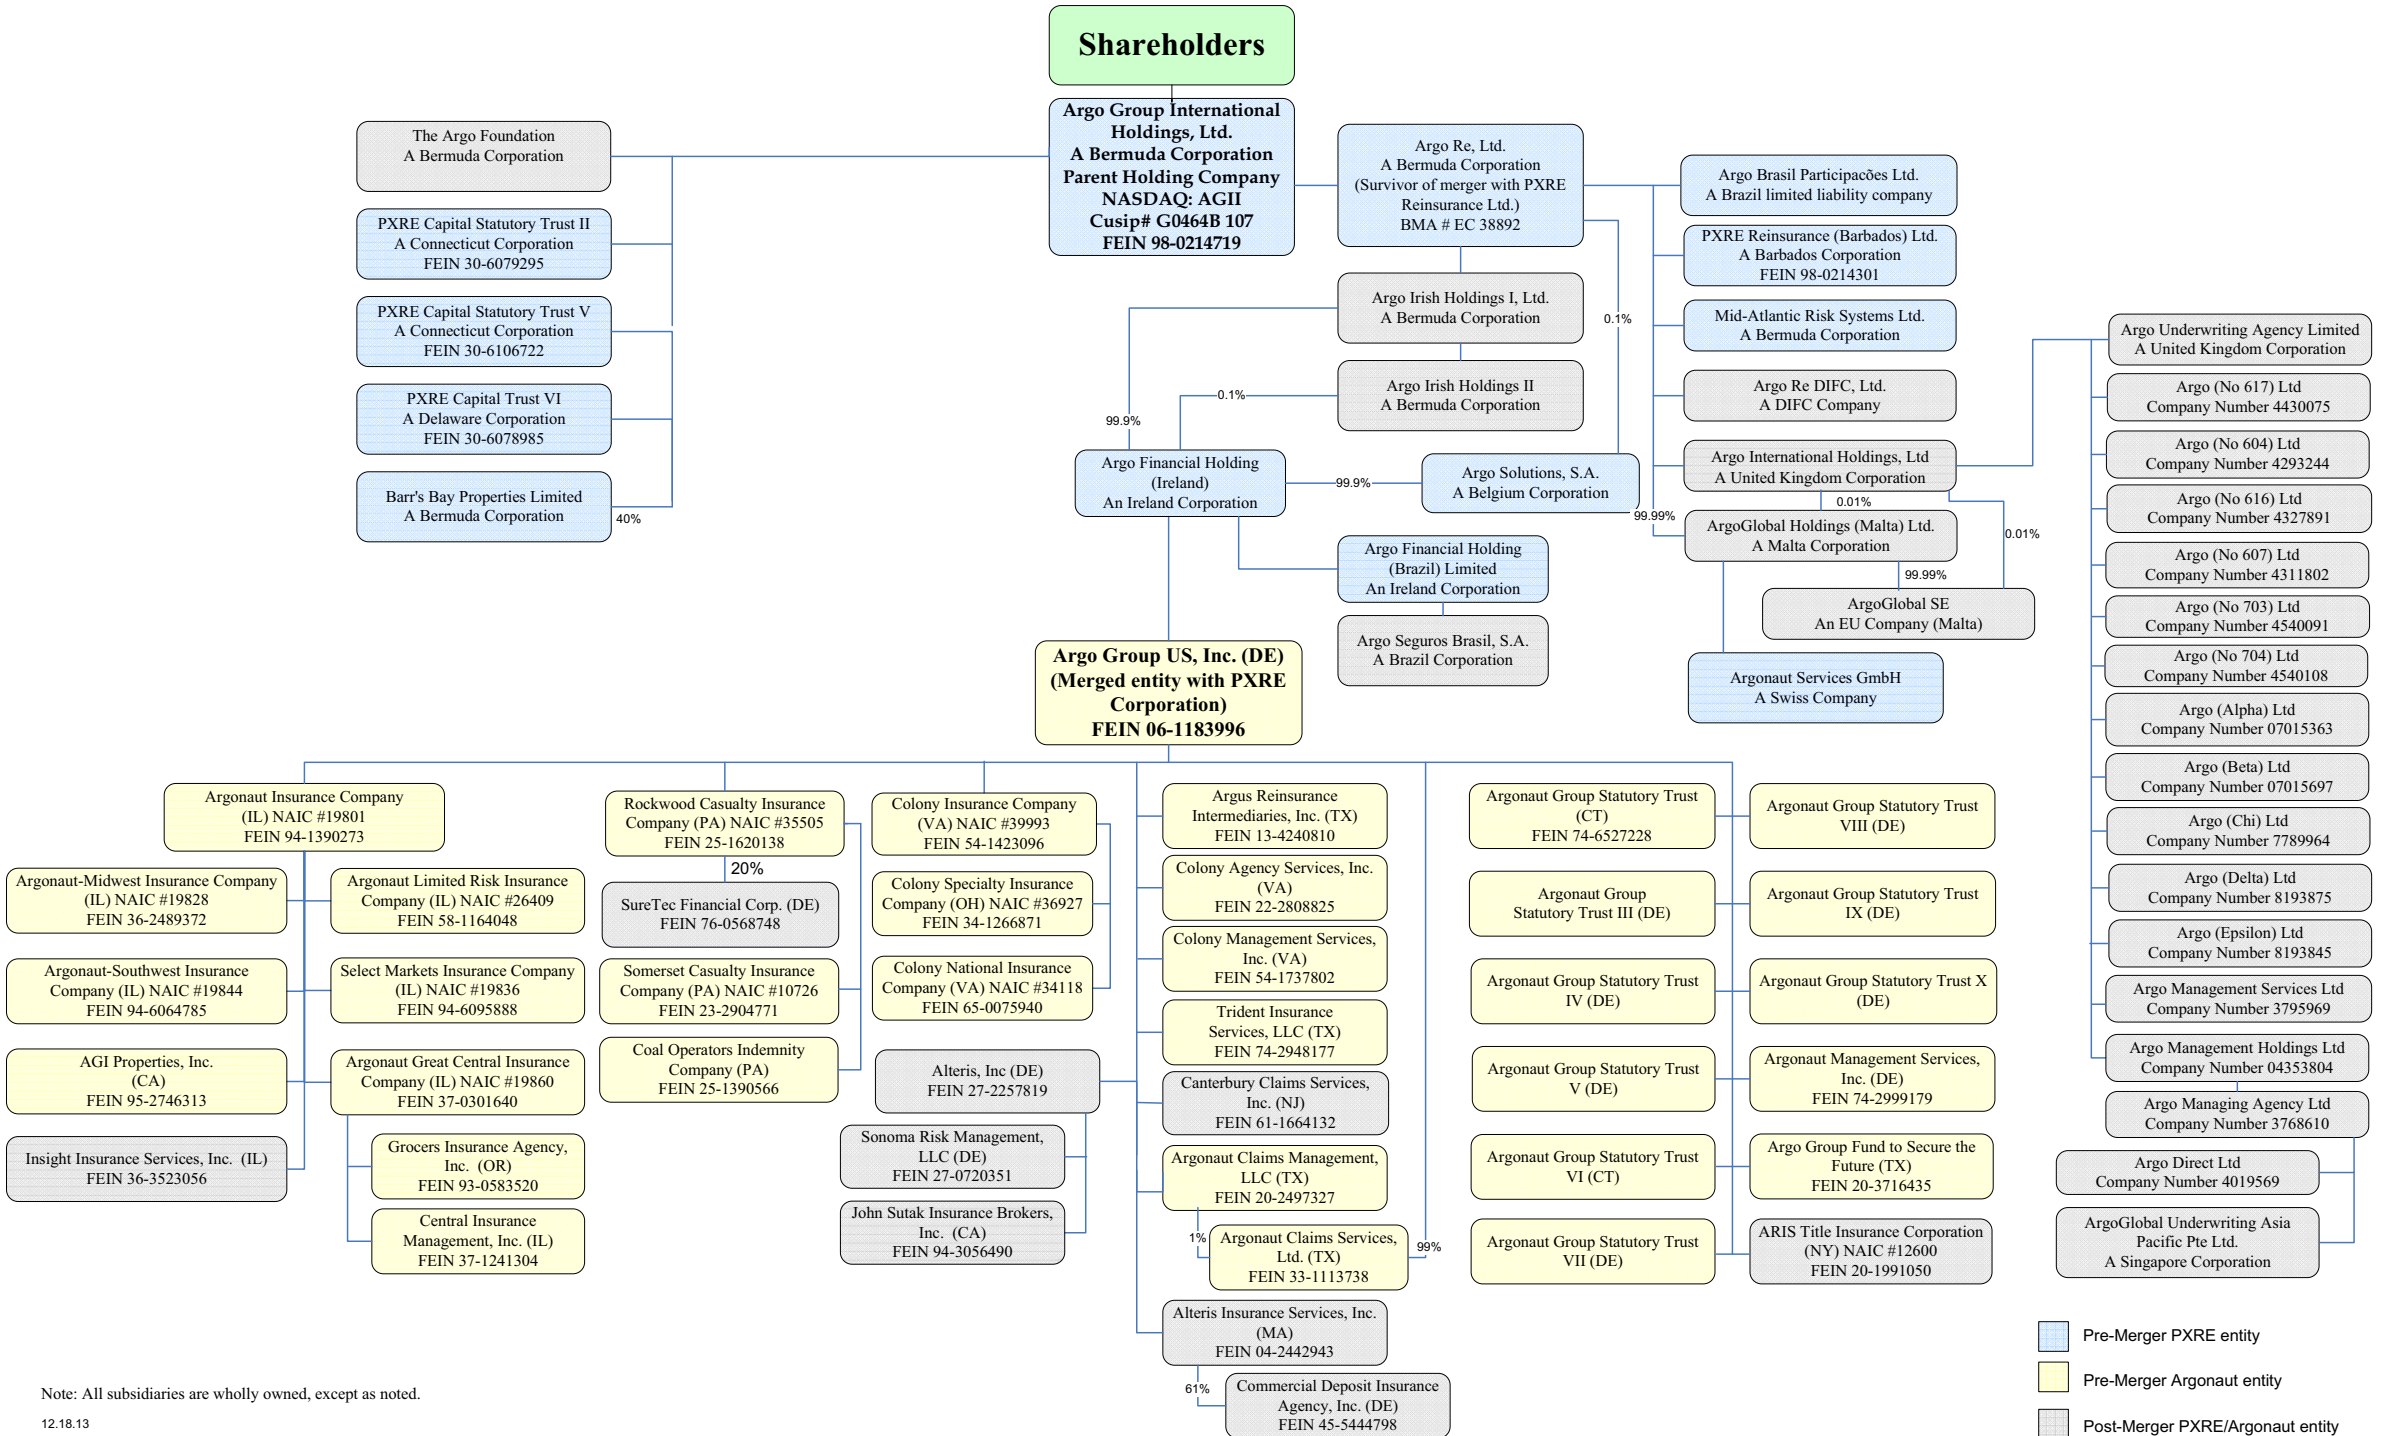 Shareholders
Argo Group International
Holdings, Ltd.
A Bermuda Corporation
Parent Holding Company
NASDAQ: AGII
Cusip# G0464B 107
FEIN 98-0214719
The Argo Foundation
A Bermuda Corporation
PXRE Capital Statutory Trust II
A Connecticut Corporation
FEIN 30-6079295
PXRE Capital Statutory Trust V
A Connecticut Corporation
FEIN 30-6106722
PXRE Capital Trust VI
A Delaware Corporation
FEIN 30-6078985
Barr's Bay Properties Limited
A Bermuda Corporation
40%
Argo Re, Ltd.
A Bermuda Corporation
(Survivor of merger with PXRE
Reinsurance Ltd.)
BMA # EC 38892
Argo Irish Holdings I, Ltd.
A Bermuda Corporation
0.1%
Argo Irish Holdings II
A Bermuda Corporation
0.1%
99.9%
Argo Financial Holding
(Ireland)
An Ireland Corporation
99.9%
Argo Solutions, S.A.
A Belgium Corporation
Argo Financial Holding
(Brazil) Limited
An Ireland Corporation
Argo Seguros Brasil, S.A.
A Brazil Corporation
Argo Brasil Participacões Ltd.
A Brazil limited liability company
PXRE Reinsurance (Barbados) Ltd.
A Barbados Corporation
FEIN 98-0214301
Mid-Atlantic Risk Systems Ltd.
A Bermuda Corporation
Argo Re DIFC, Ltd.
A DIFC Company
Argo International Holdings, Ltd
A United Kingdom Corporation
0.01%
99.99%
ArgoGlobal Holdings (Malta) Ltd.
A Malta Corporation
0.01%
99.99%
ArgoGlobal SE
An EU Company (Malta)
Argonaut Services GmbH
A Swiss Company
Argo Underwriting Agency Limited
A United Kingdom Corporation
Argo (No 617) Ltd
Company Number 4430075
Argo (No 604) Ltd
Company Number 4293244
Argo (No 616) Ltd
Company Number 4327891
Argo (No 607) Ltd
Company Number 4311802
Argo (No 703) Ltd
Company Number 4540091
Argo (No 704) Ltd
Company Number 4540108
Argo (Alpha) Ltd
Company Number 07015363
Argo (Beta) Ltd
Company Number 07015697
Argo (Chi) Ltd
Company Number 7789964
Argo (Delta) Ltd
Company Number 8193875
Argo (Epsilon) Ltd
Company Number 8193845
Argo Management Services Ltd
Company Number 3795969
Argo Management Holdings Ltd
Company Number 04353804
Argo Managing Agency Ltd
Company Number 3768610
Argo Direct Ltd
Company Number 4019569
ArgoGlobal Underwriting Asia
Pacific Pte Ltd.
A Singapore Corporation
Argo Group US, Inc. (DE)
(Merged entity with PXRE
Corporation)
FEIN 06-1183996
Argonaut Insurance Company
(IL) NAIC #19801
FEIN 94-1390273
Argonaut-Midwest Insurance Company
(IL) NAIC #19828
FEIN 36-2489372
Argonaut Limited Risk Insurance
Company (IL) NAIC #26409
FEIN 58-1164048
Argonaut-Southwest Insurance
Company (IL) NAIC #19844
FEIN 94-6064785
Select Markets Insurance Company
(IL) NAIC #19836
FEIN 94-6095888
AGI Properties, Inc.
(CA)
FEIN 95-2746313
Argonaut Great Central Insurance
Company (IL) NAIC #19860
FEIN 37-0301640
Insight Insurance Services, Inc. (IL)
FEIN 36-3523056
Grocers Insurance Agency,
Inc. (OR)
FEIN 93-0583520
Central Insurance
Management, Inc. (IL)
FEIN 37-1241304
Rockwood Casualty Insurance
Company (PA) NAIC #35505
FEIN 25-1620138
20%
SureTec Financial Corp. (DE)
FEIN 76-0568748
Somerset Casualty Insurance
Company (PA) NAIC #10726
FEIN 23-2904771
Coal Operators Indemnity
Company (PA)
FEIN 25-1390566
Colony Insurance Company
(VA) NAIC #39993
FEIN 54-1423096
Colony Specialty Insurance
Company (OH) NAIC #36927
FEIN 34-1266871
Colony National Insurance
Company (VA) NAIC #34118
FEIN 65-0075940
Alteris, Inc (DE)
FEIN 27-2257819
Sonoma Risk Management,
LLC (DE)
FEIN 27-0720351
John Sutak Insurance Brokers,
Inc. (CA)
FEIN 94-3056490
Argus Reinsurance
Intermediaries, Inc. (TX)
FEIN 13-4240810
Colony Agency Services, Inc.
(VA)
FEIN 22-2808825
Colony Management Services,
Inc. (VA)
FEIN 54-1737802
Trident Insurance
Services, LLC (TX)
FEIN 74-2948177
Canterbury Claims Services,
Inc. (NJ)
FEIN 61-1664132
Argonaut Claims Management,
LLC (TX)
FEIN 20-2497327
1%
Argonaut Claims Services,
Ltd. (TX)
FEIN 33-1113738
99%
Alteris Insurance Services, Inc.
(MA)
FEIN 04-2442943
61%
Commercial Deposit Insurance
Agency, Inc. (DE)
FEIN 45-5444798
Argonaut Group Statutory Trust
(CT)
FEIN 74-6527228
Argonaut Group Statutory Trust
VIII (DE)
Argonaut Group
Statutory Trust III (DE)
Argonaut Group Statutory Trust
IX (DE)
Argonaut Group Statutory Trust
IV (DE)
Argonaut Group Statutory Trust X
(DE)
Argonaut Group Statutory Trust
V (DE)
Argonaut Management Services,
Inc. (DE)
FEIN 74-2999179
Argonaut Group Statutory Trust
VI (CT)
Argo Group Fund to Secure the
Future (TX)
FEIN 20-3716435
Argonaut Group Statutory Trust
VII (DE)
ARIS Title Insurance Corporation
(NY) NAIC #12600
FEIN 20-1991050
Pre-Merger PXRE entity
Pre-Merger Argonaut entity
Post-Merger PXRE/Argonaut entity
Note: All subsidiaries are wholly owned, except as noted.
12.18.13